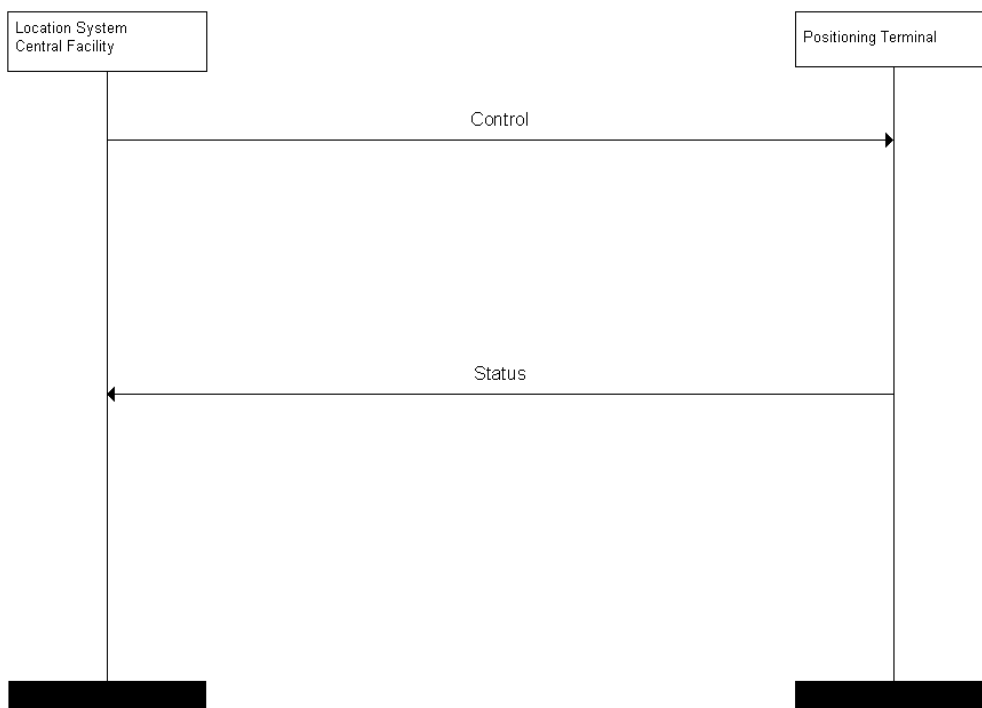 Location System
Central Facility
Positioning Terminal
Control
Status